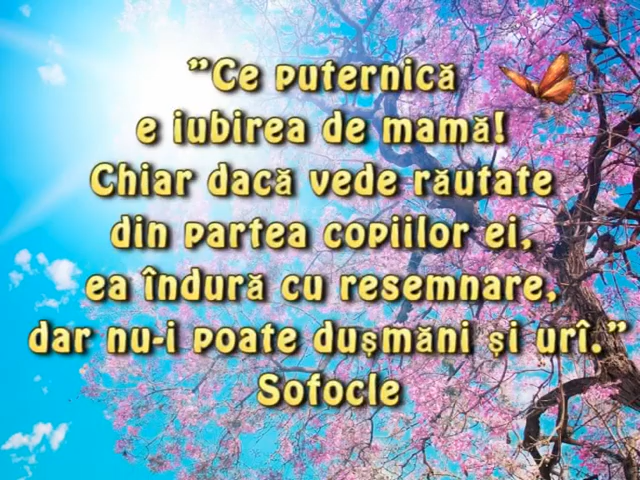 ”Ce puternică
e iubirea de mamă!
Chiar dacă vede răutate
din partea copiilor ei,
ea îndură cu resemnare,
dar nu-i poate dușmăni și urî.”
Sofocle